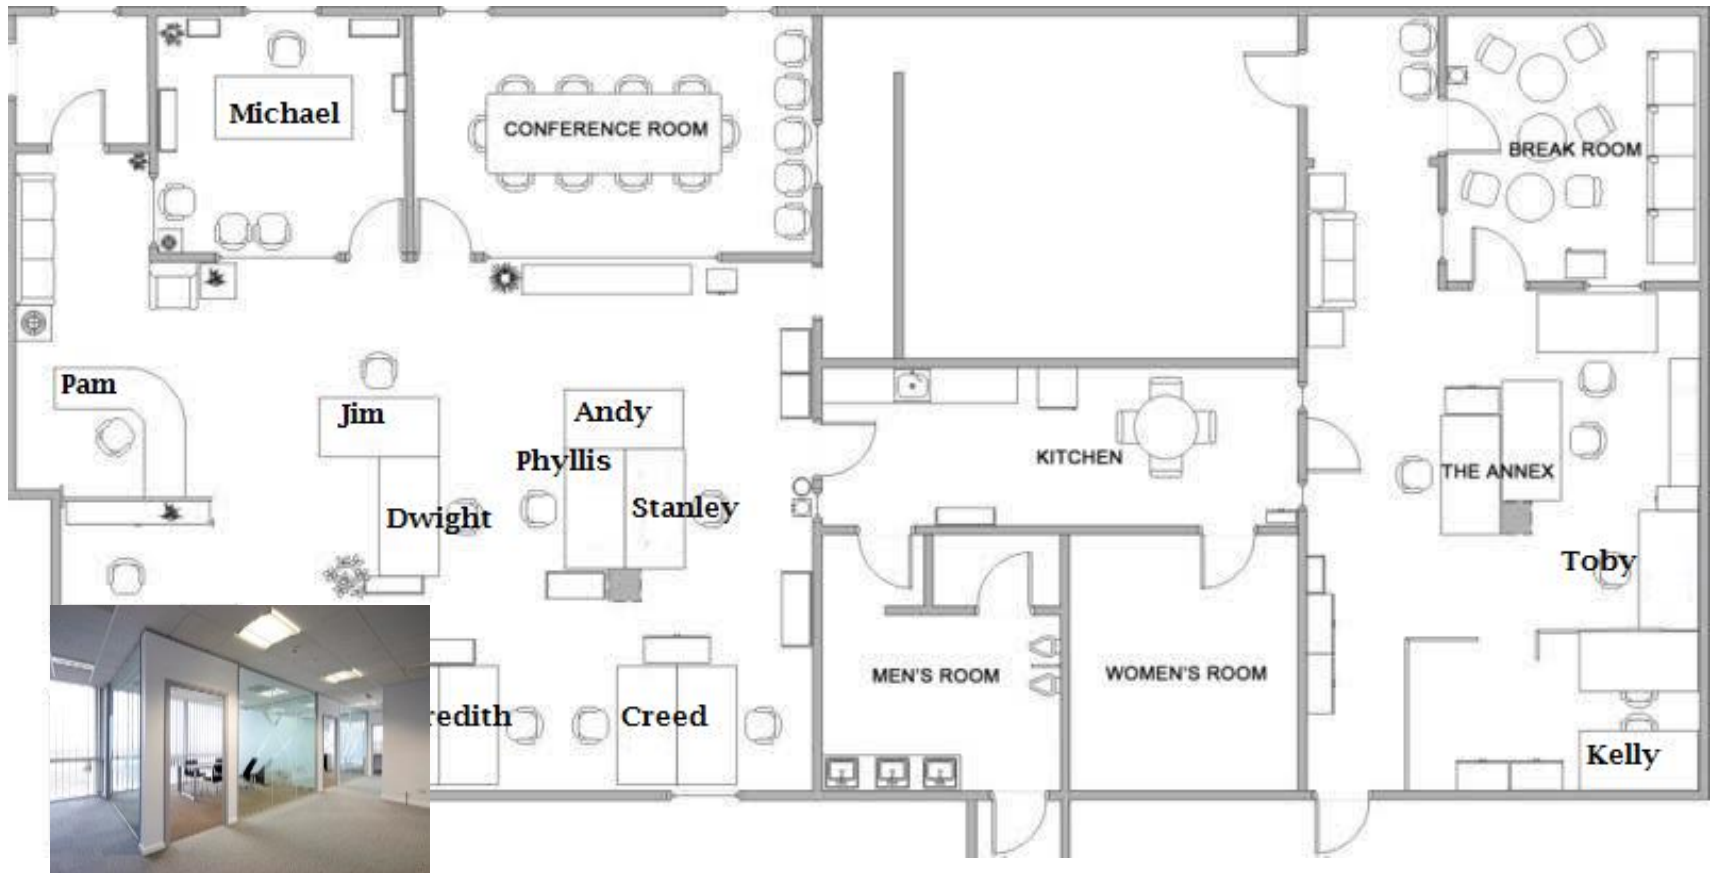 Michael
CONFERENCE ROOM
BREAK ROOM
Pam
Jim
Andy
Phyllis
KITCHEN
THE ANNEX
Dwight
Stanley
Toby
MEN'S ROOM
WOMEN'S ROOM
redith
Creed
Kelly